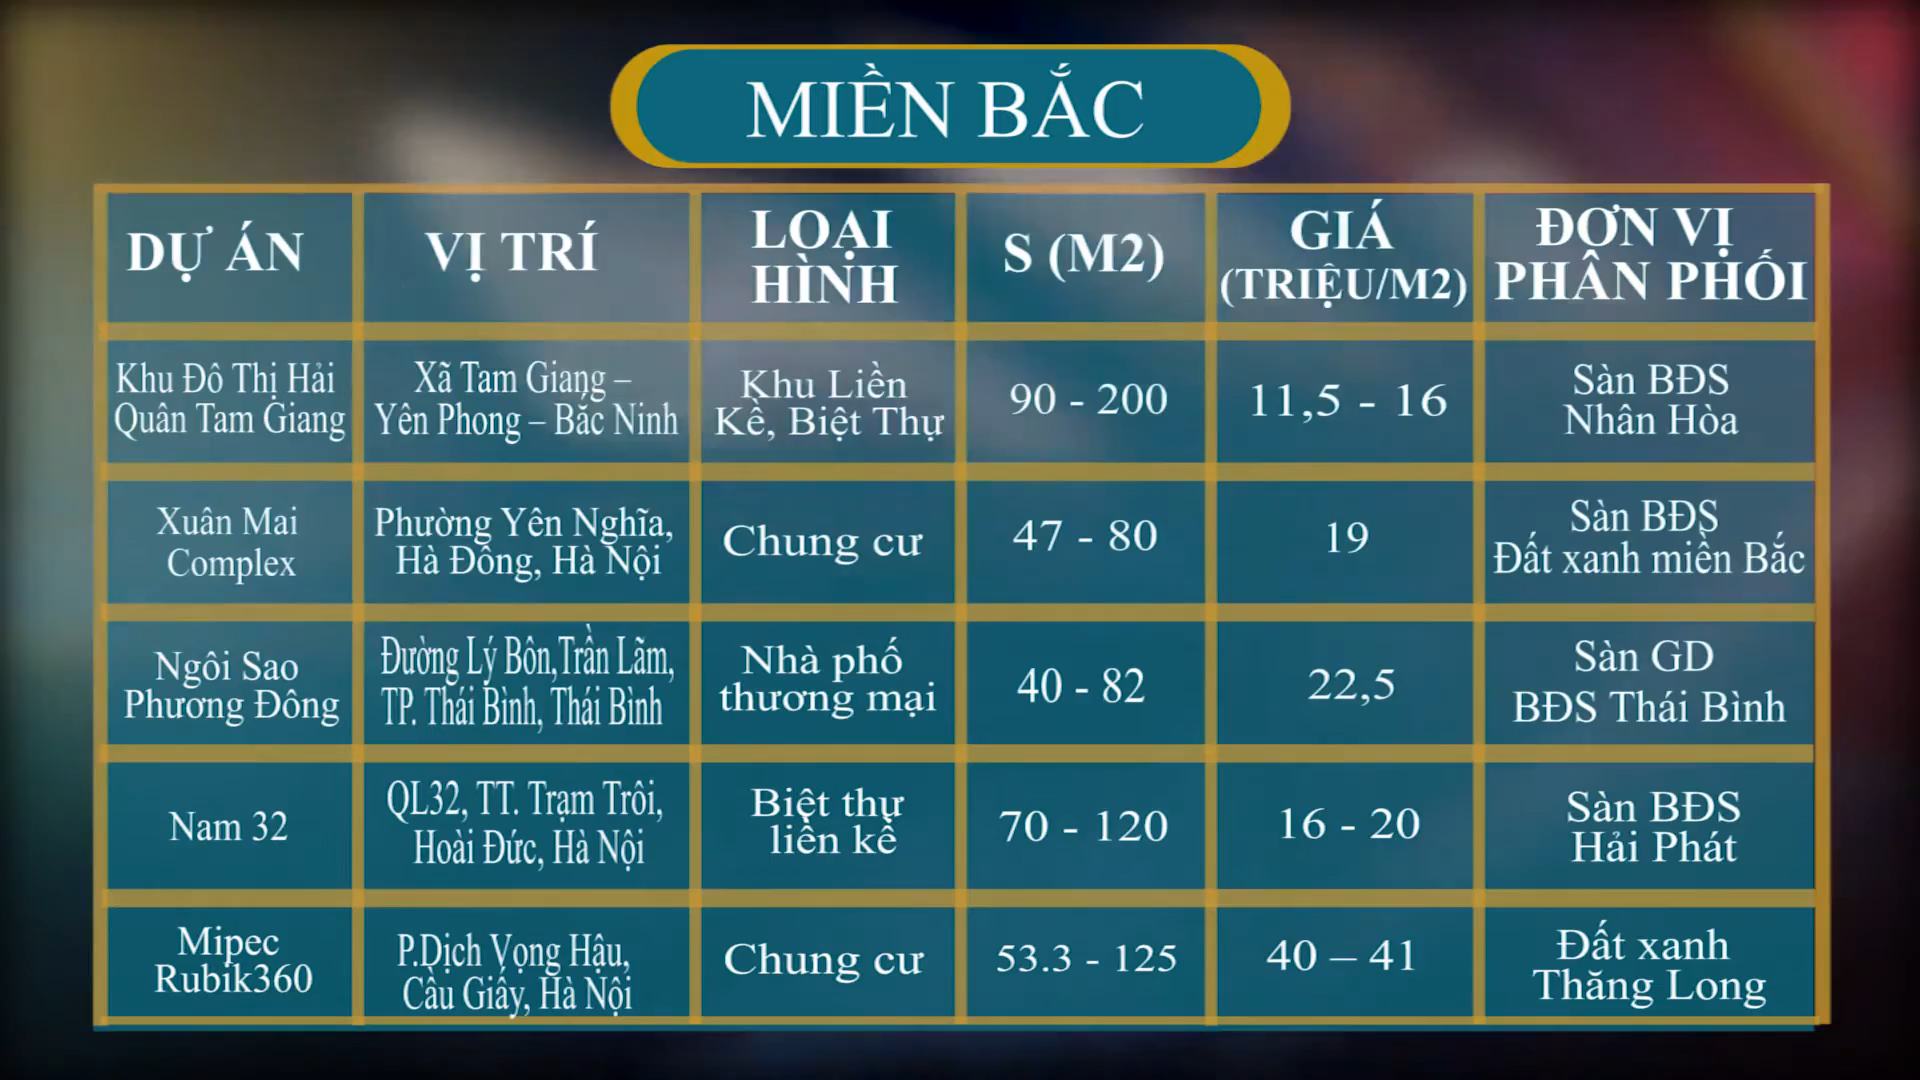 MIỀN BẮC
DỰ ÁN
VỊ TRÍ
LOẠI
HÌNH
S (M2)
GIÁ
(TRIỆU/M2)
ĐƠN VỊ
PHÂN PHỐI
Khu Đô Thị Hải
Quân Tam Giang
Xã Tam Giang –
Yên Phong – Bắc Ninh
Khu Liền
Kề, Biệt Thự
90 - 200
11,5 - 16
Sàn BĐS
Nhân Hòa
Xuân Mai
Complex
Phường Yên Nghĩa,
Hà Đông, Hà Nội
Chung cư
47 - 80
19
Sàn BĐS
Đất xanh miền Bắc
Ngôi Sao
Phương Đông
Đường Lý Bôn,Trần Lãm,
TP. Thái Bình, Thái Bình
Nhà phố
thương mại
40 - 82
22,5
Sàn GD
BĐS Thái Bình
Nam 32
QL32, TT. Trạm Trôi,
Hoài Đức, Hà Nội
Biệt thự
liền kề
70 - 120
16 - 20
Sàn BĐS
Hải Phát
Mipec
Rubik360
P.Dịch Vọng Hậu,
Cầu Giấy, Hà Nội
Chung cư
53.3 - 125
40 – 41
Đất xanh
Thăng Long